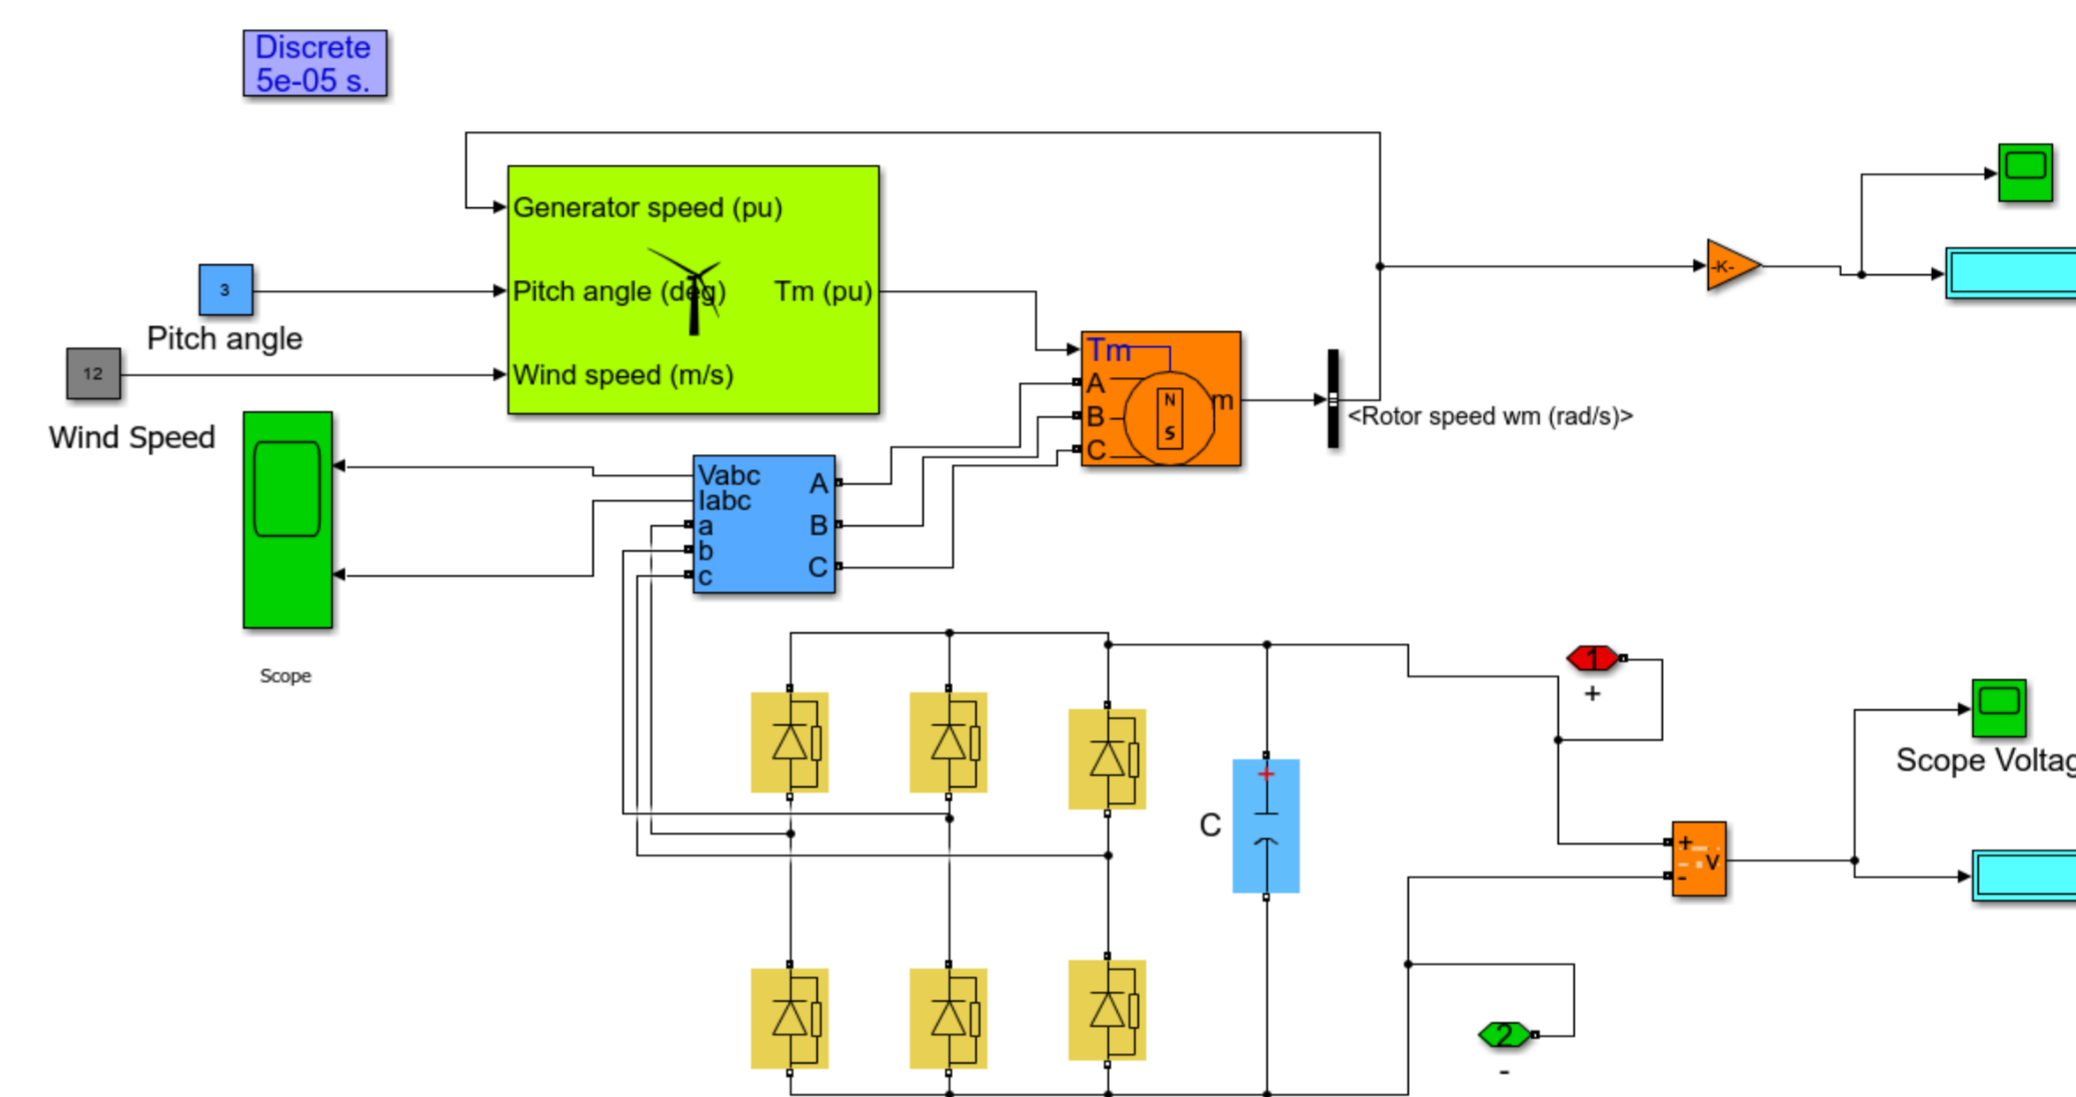 Discrete
5e-05 s.
Generator speed (pu)
3
Pitch angle (deg)
Tm (pu)
-K-
Pitch angle
12
Wind speed (m/s)
Wind Speed
Tm
A
B
C
N
S
m
<Rotor speed wm (rad/s)>
Vabc
Iabc
a
b
c
A
B
C
Scope
1
+
Scope Voltag
+
C
+
-
v
2
-